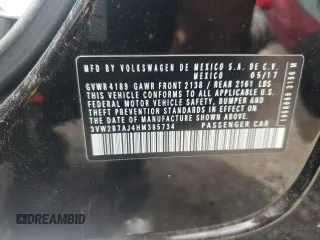 MFD BY VOLKSWAGEN DE MEXICO S.A. DE C.V.
MEXICO 05/17
GVWR 4189 GAWR FRONT 2138 / REAR 2161 LBS
THIS VEHICLE CONFORMS TO ALL APPLICABLE
FEDERAL MOTOR VEHICLE SAFETY, BUMPER AND
THEFT PREVENTION STANDARDS IN EFFECT ON
THE DATE OF MANUFACTURE SHOWN ABOVE.
3VW2B7AJ4HM385734 PASSENGER CAR
DREAMBID